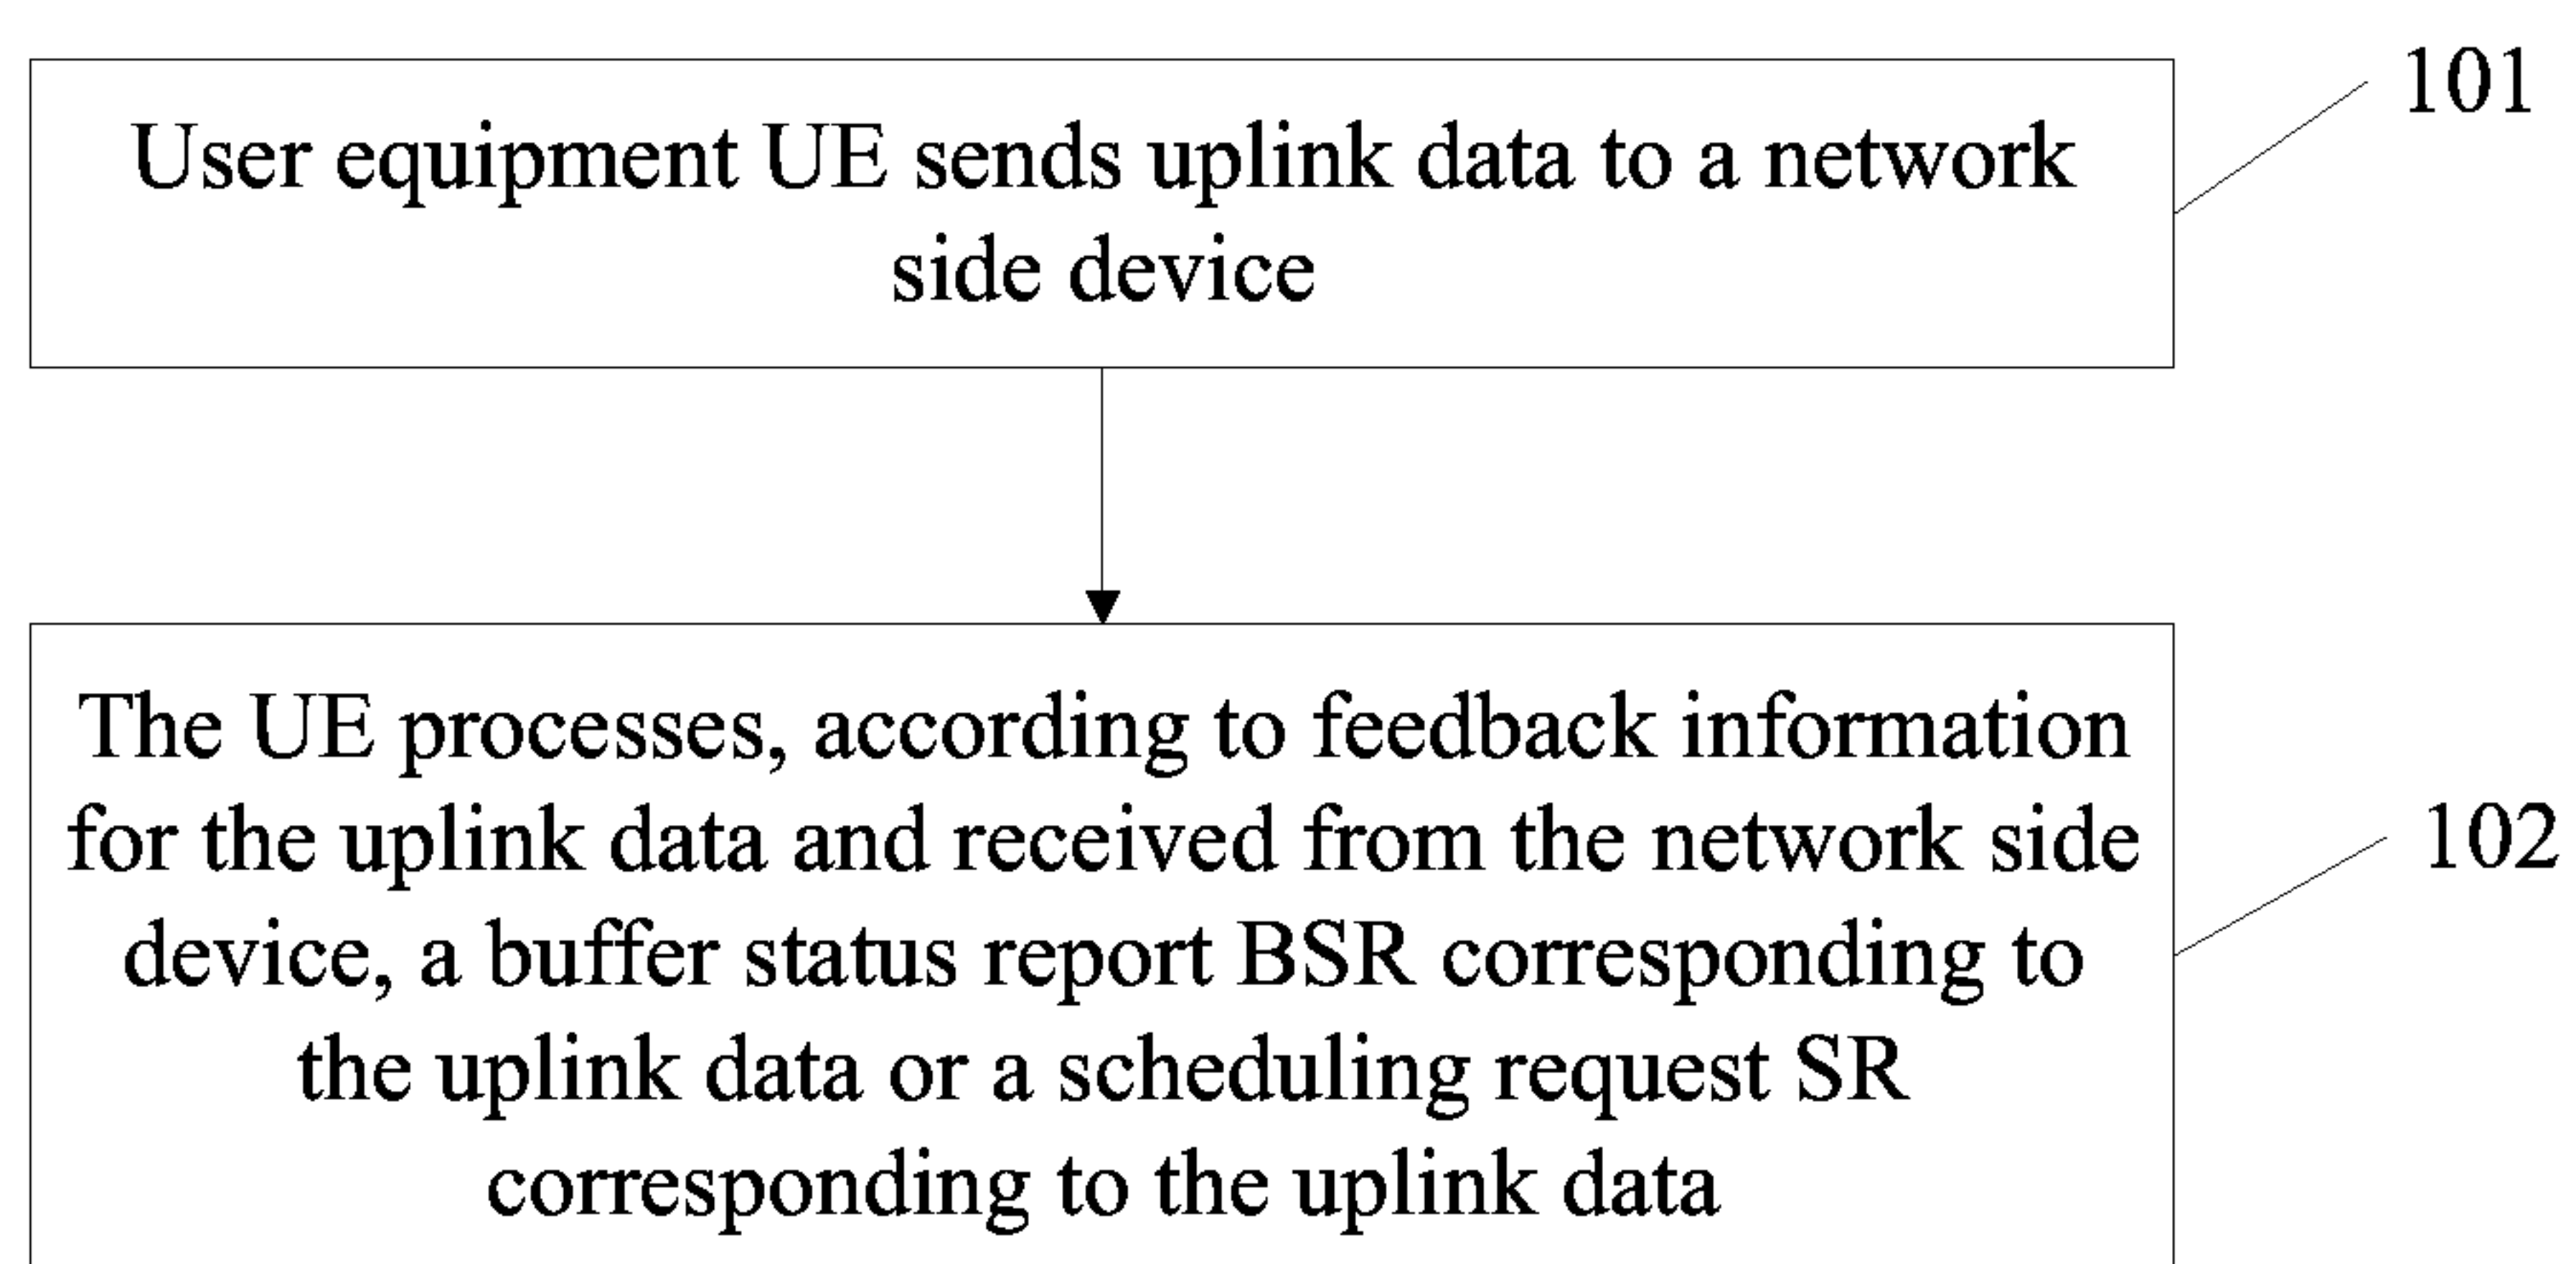 101
User equipment UE sends uplink data to a network
side device
The UE processes, according to feedback information
for the uplink data and received from the network side
device, a buffer status report BSR corresponding to
the uplink data or a scheduling request SR
corresponding to the uplink data
102